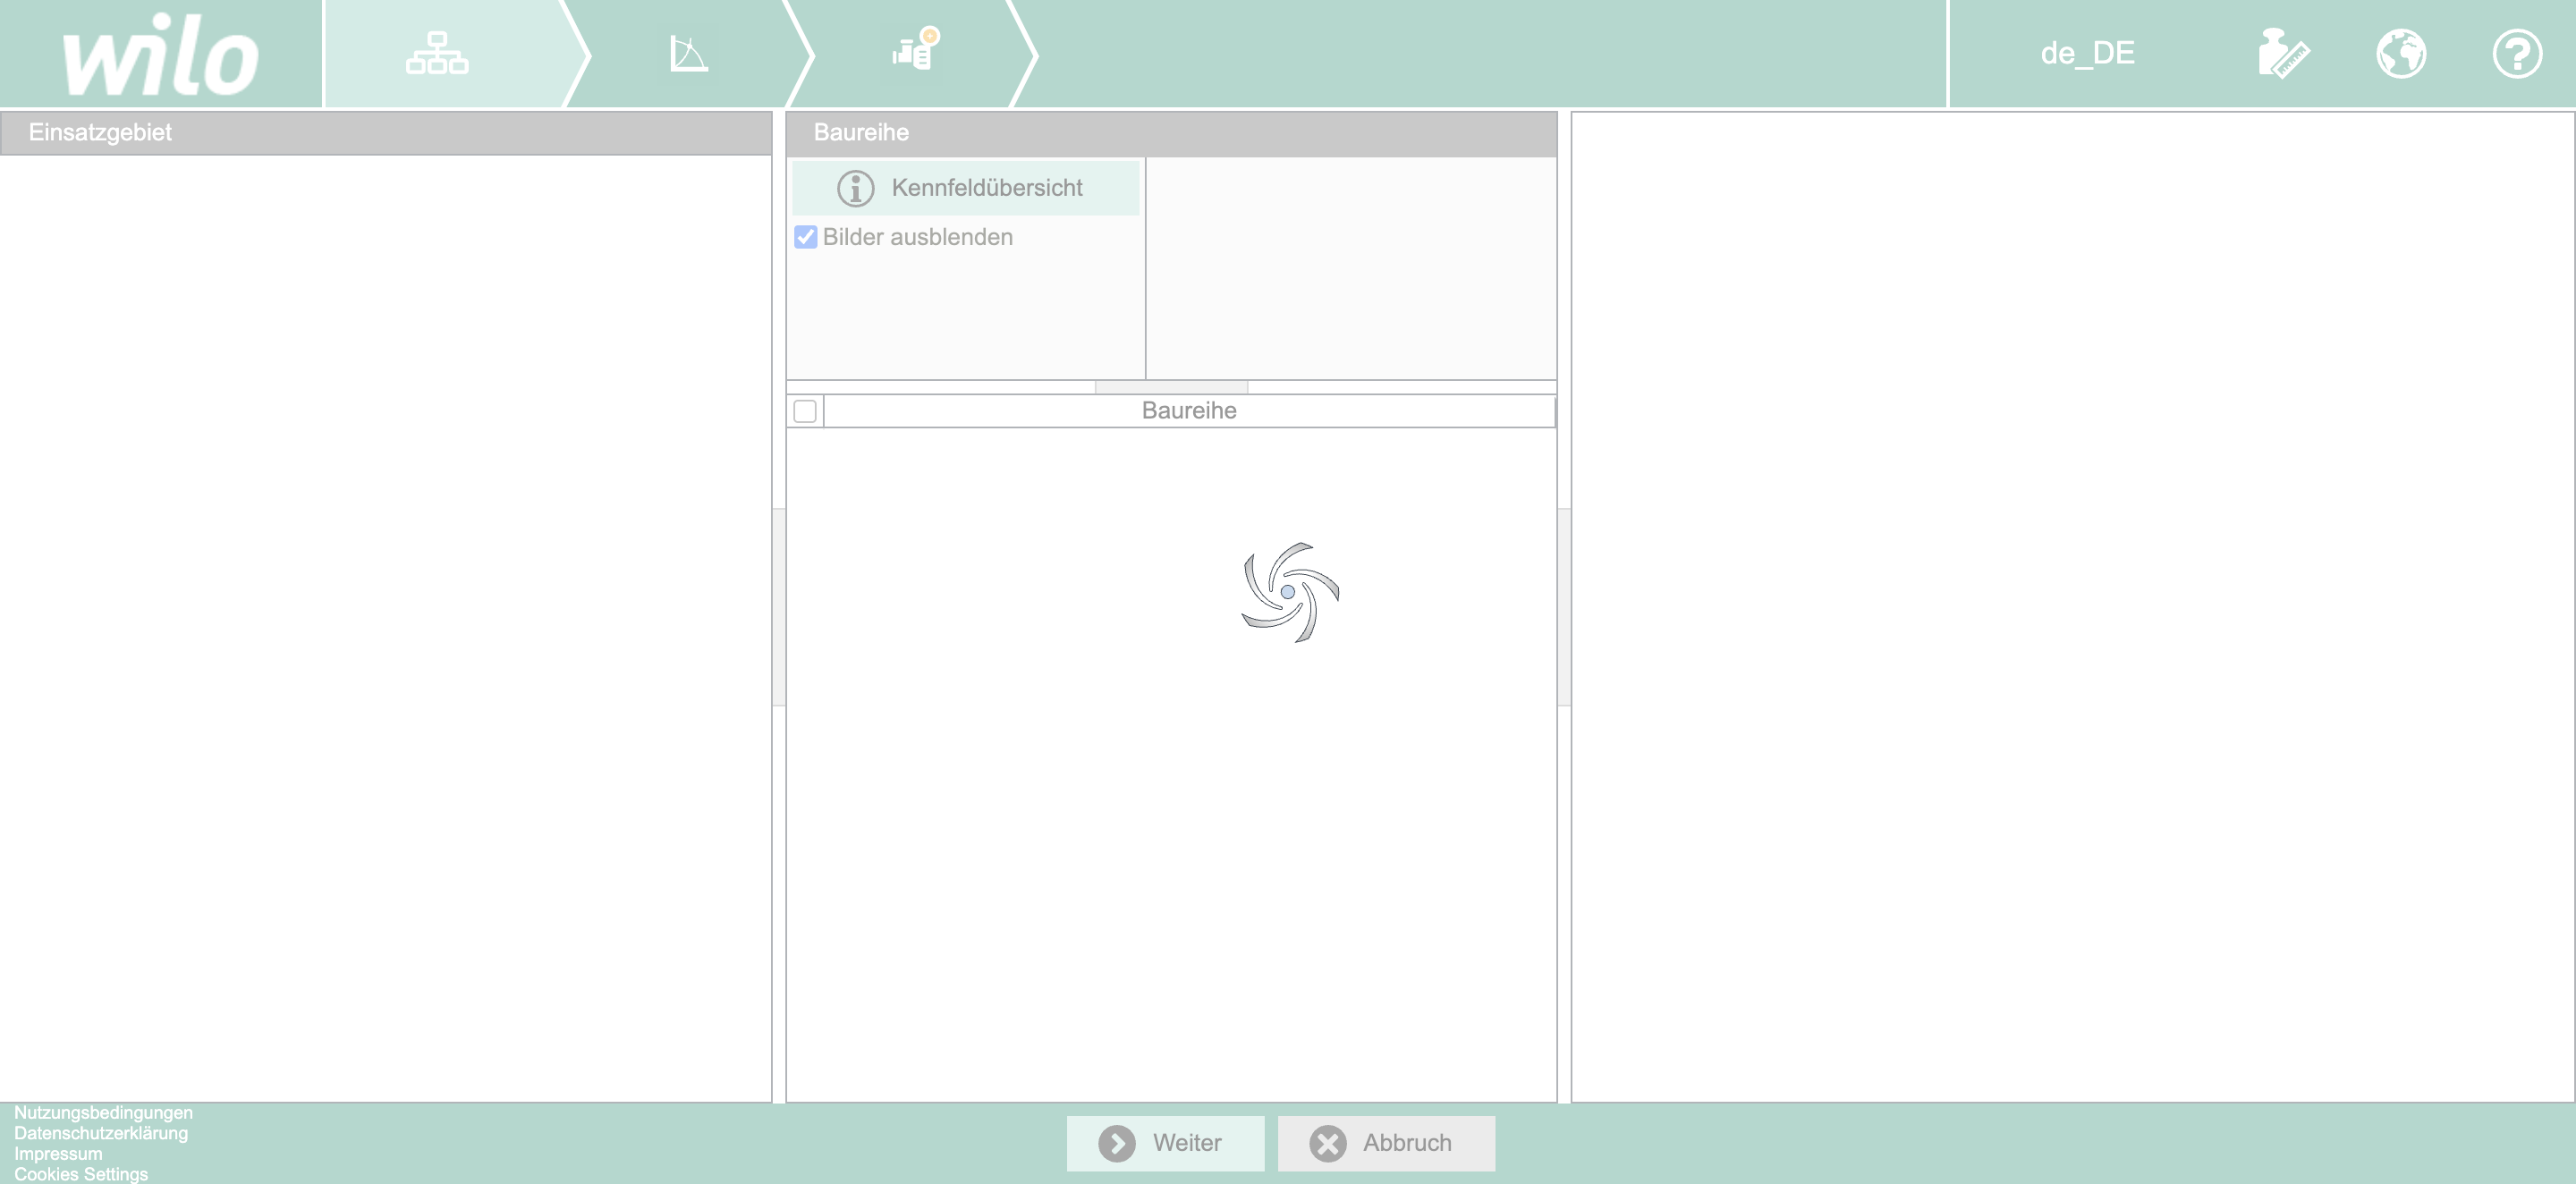 wilo
de_DE
Einsatzgebiet
Baureihe
Kennfeldübersicht
Bilder ausblenden
Baureihe
Nutzungsbedingungen
Datenschutzerklärung
Impressum
Cookies Settings
Weiter
Abbruch